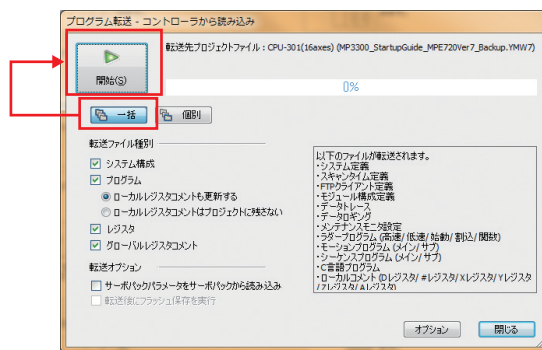 プログラム転送 - コントローラから読み込み
転送先プロジェクトファイル : CPU-301(16axes) (MP3300_StartupGuide_MPE720Ver7_Backup.YMW7)
開始(S)
0%
一括
個別
転送ファイル種別
システム構成
プログラム
ローカルレジスタコメントも更新する
ローカルレジスタコメントはプロジェクトに残さない
レジスタ
グローバルレジスタコメント
転送オプション
サーボパックパラメータをサーボパックから読み込み
転送後にフラッシュ保存を実行
以下のファイルが転送されます。
・システム定義
・スキャンタイム定義
・FTPクライアント定義
・モジュール構成定義
・データトレース
・データロギング
・メンテナンスモニタ設定
・ラダープログラム (高速/低速/始動/割込/関数)
・モーションプログラム (メイン/サブ)
・シーケンスプログラム (メイン/サブ)
・C言語プログラム
・ローカルコメント (Dレジスタ/#レジスタ/Xレジスタ/Yレジスタ
/Zレジスタ/Aレジスタ)
オプション
閉じる